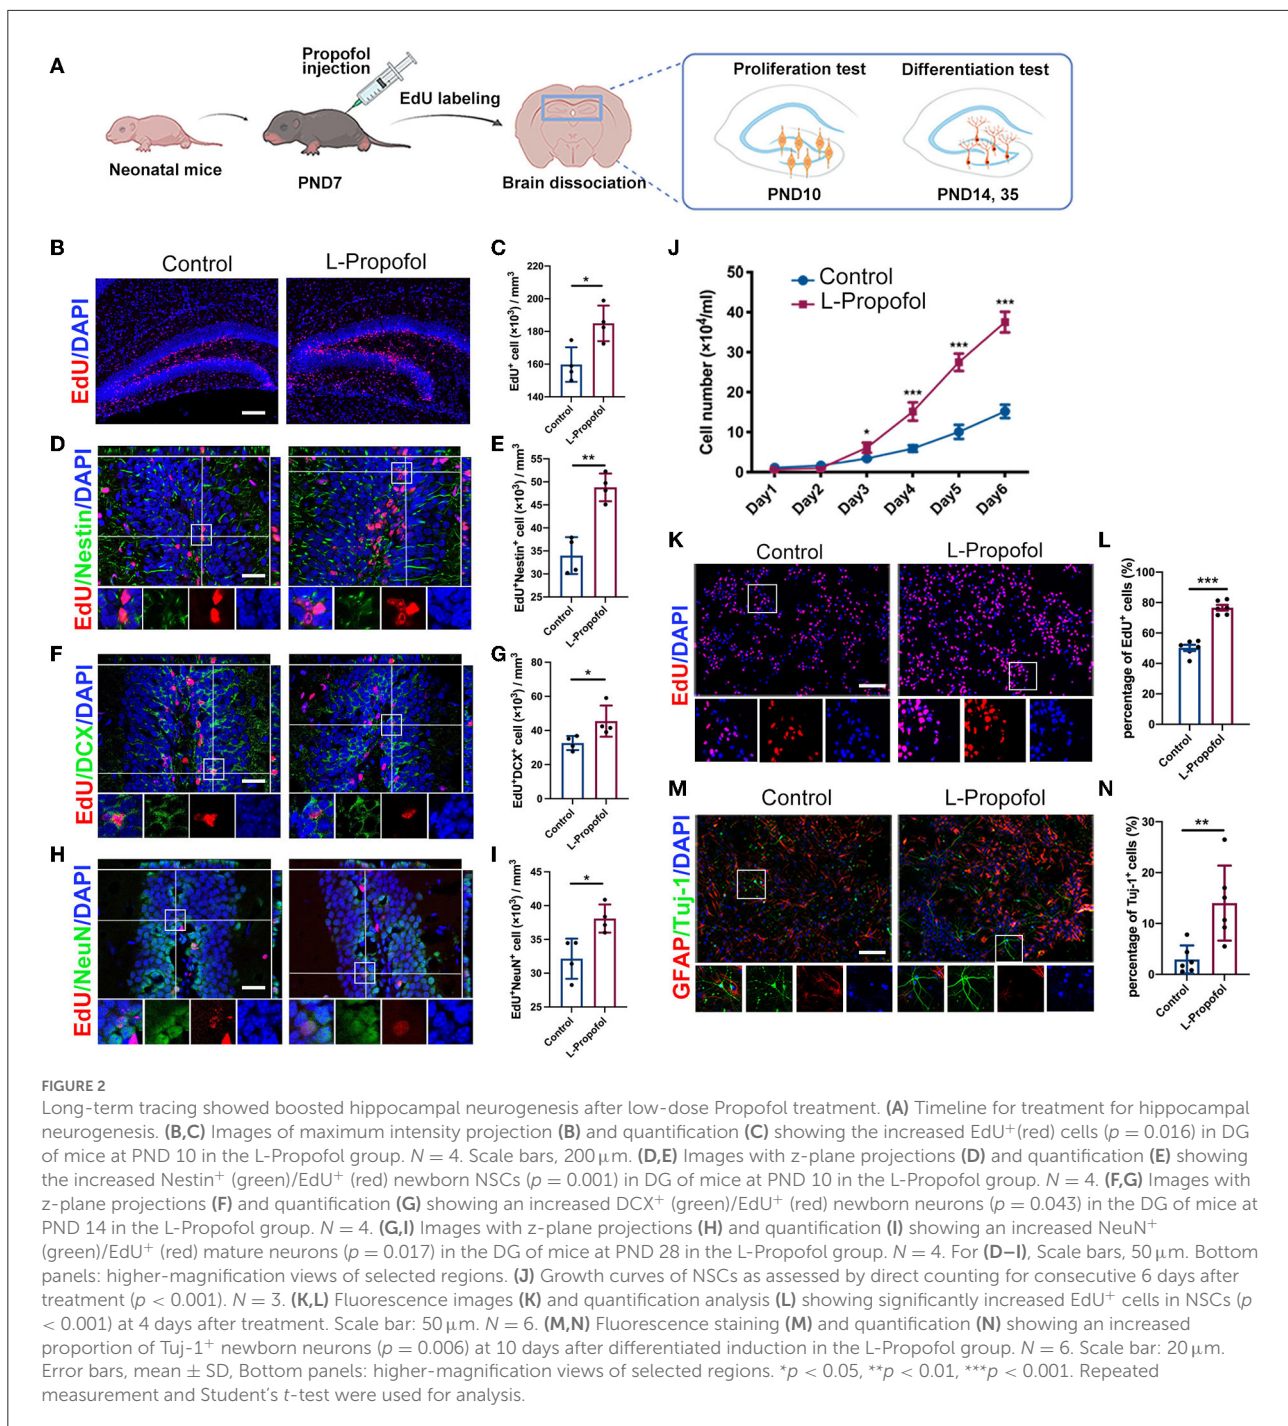 A
Propofol
injection
EdU labeling
Neonatal mice
PND7
Brain dissociation
Proliferation test
Differentiation test
PND10
PND14, 35
B
Control
L-Propofol
EdU/DAPI
C
EdU⁺ cell (×10³) / mm³
220
200
180
160
140
*
Control
L-Propofol
D
EdU/Nestin/DAPI
E
EdU⁺Nestin⁺ cell (×10³) / mm³
55
50
45
40
35
30
25
**
Control
L-Propofol
F
EdU/DCX/DAPI
G
EdU⁺DCX⁺ cell (×10³) / mm³
80
60
40
20
0
*
Control
L-Propofol
H
EdU/NeuN/DAPI
I
EdU⁺NeuN⁺ cell (×10³) / mm³
45
41
37
33
29
25
*
Control
L-Propofol
J
Cell number (×10⁴/ml)
50
40
30
20
10
0
Control
L-Propofol
*
***
***
***
Day1
Day2
Day3
Day4
Day5
Day6
K
Control
L-Propofol
EdU/DAPI
L
percentage of EdU⁺ cells (%)
100
80
60
40
20
0
***
Control
L-Propofol
M
Control
L-Propofol
GFAP/Tuj-1/DAPI
N
percentage of Tuj-1⁺ cells (%)
30
20
10
0
**
Control
L-Propofol
FIGURE 2
Long-term tracing showed boosted hippocampal neurogenesis after low-dose Propofol treatment. (A) Timeline for treatment for hippocampal
neurogenesis. (B,C) Images of maximum intensity projection (B) and quantification (C) showing the increased EdU⁺(red) cells (p = 0.016) in DG
of mice at PND 10 in the L-Propofol group. N = 4. Scale bars, 200 μm. (D,E) Images with z-plane projections (D) and quantification (E) showing
the increased Nestin⁺ (green)/EdU⁺ (red) newborn NSCs (p = 0.001) in DG of mice at PND 10 in the L-Propofol group. N = 4. (F,G) Images with
z-plane projections (F) and quantification (G) showing an increased DCX⁺ (green)/EdU⁺ (red) newborn neurons (p = 0.043) in the DG of mice at
PND 14 in the L-Propofol group. N = 4. (G,I) Images with z-plane projections (H) and quantification (I) showing an increased NeuN⁺
(green)/EdU⁺ (red) mature neurons (p = 0.017) in the DG of mice at PND 28 in the L-Propofol group. N = 4. For (D–I), Scale bars, 50 μm. Bottom
panels: higher-magnification views of selected regions. (J) Growth curves of NSCs as assessed by direct counting for consecutive 6 days after
treatment (p < 0.001). N = 3. (K,L) Fluorescence images (K) and quantification analysis (L) showing significantly increased EdU⁺ cells in NSCs (p
< 0.001) at 4 days after treatment. Scale bar: 50 μm. N = 6. (M,N) Fluorescence staining (M) and quantification (N) showing an increased
proportion of Tuj-1⁺ newborn neurons (p = 0.006) at 10 days after differentiated induction in the L-Propofol group. N = 6. Scale bar: 20 μm.
Error bars, mean ± SD, Bottom panels: higher-magnification views of selected regions. *p < 0.05, **p < 0.01, ***p < 0.001. Repeated
measurement and Student's t-test were used for analysis.